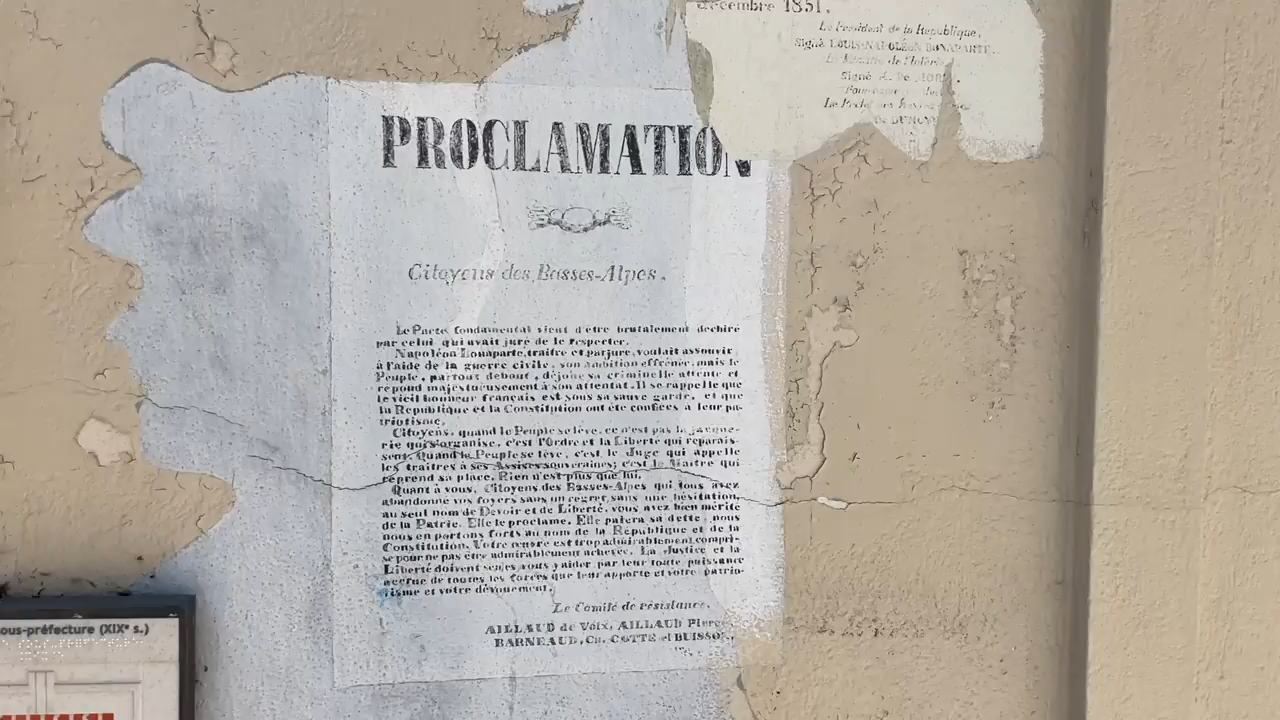 décembre 1851.
Le Président de la République,
Signé LOUIS-NAPOLÉON BONAPARTE.
Le Ministre de l'Intérieur
Signé
Le Préfet des
PROCLAMATION
Citoyens des Basses-Alpes.
Le Pacte fondamental vient d'être brutalement déchiré
par celui qui avait juré de le respecter.
Napoléon Bonaparte, traître et parjure, voulait assouvir
à l'aide de la guerre civile, son ambition effrénée, mais le
Peuple, partout debout, déjoue sa criminelle attente et
répond majestueusement à son attentat. Il se rappelle que
le vieil honneur français est sous sa sauve garde, et que
la République et la Constitution ont été confiées à leur pa-
triotisme.
Citoyens, quand le Peuple se lève, ce n'est pas la jacque-
rie qui s'organise, c'est l'Ordre et la Liberté qui reparais-
sent. Quand le Peuple se lève, c'est le Juge qui appelle
les traîtres à ses Assises souveraines; c'est le Maître qui
reprend sa place. Rien n'est plus que lui.
Quant à vous, Citoyens des Basses-Alpes qui tous avez
abandonné vos foyers sans un regret, sans une hésitation,
au seul nom de Devoir et de Liberté, vous avez bien mérité
de la Patrie. Elle le proclame. Elle paiera sa dette, nous
nous en portons forts au nom de la République et de la
Constitution. Votre œuvre est trop admirablement compri-
se pour ne pas être admirablement achevée. La Justice et la
Liberté doivent seules vous y aider, par leur toute puissance
accrue de toutes les forces que leur apporte et votre patrio-
tisme et votre dévouement.
Le Comité de résistance.
AILLAUD de Volx, AILLAUD Pierre
BARNEAUD, Ch. COTTE et BUISSON,
ous-préfecture (XIXᵉ s.)